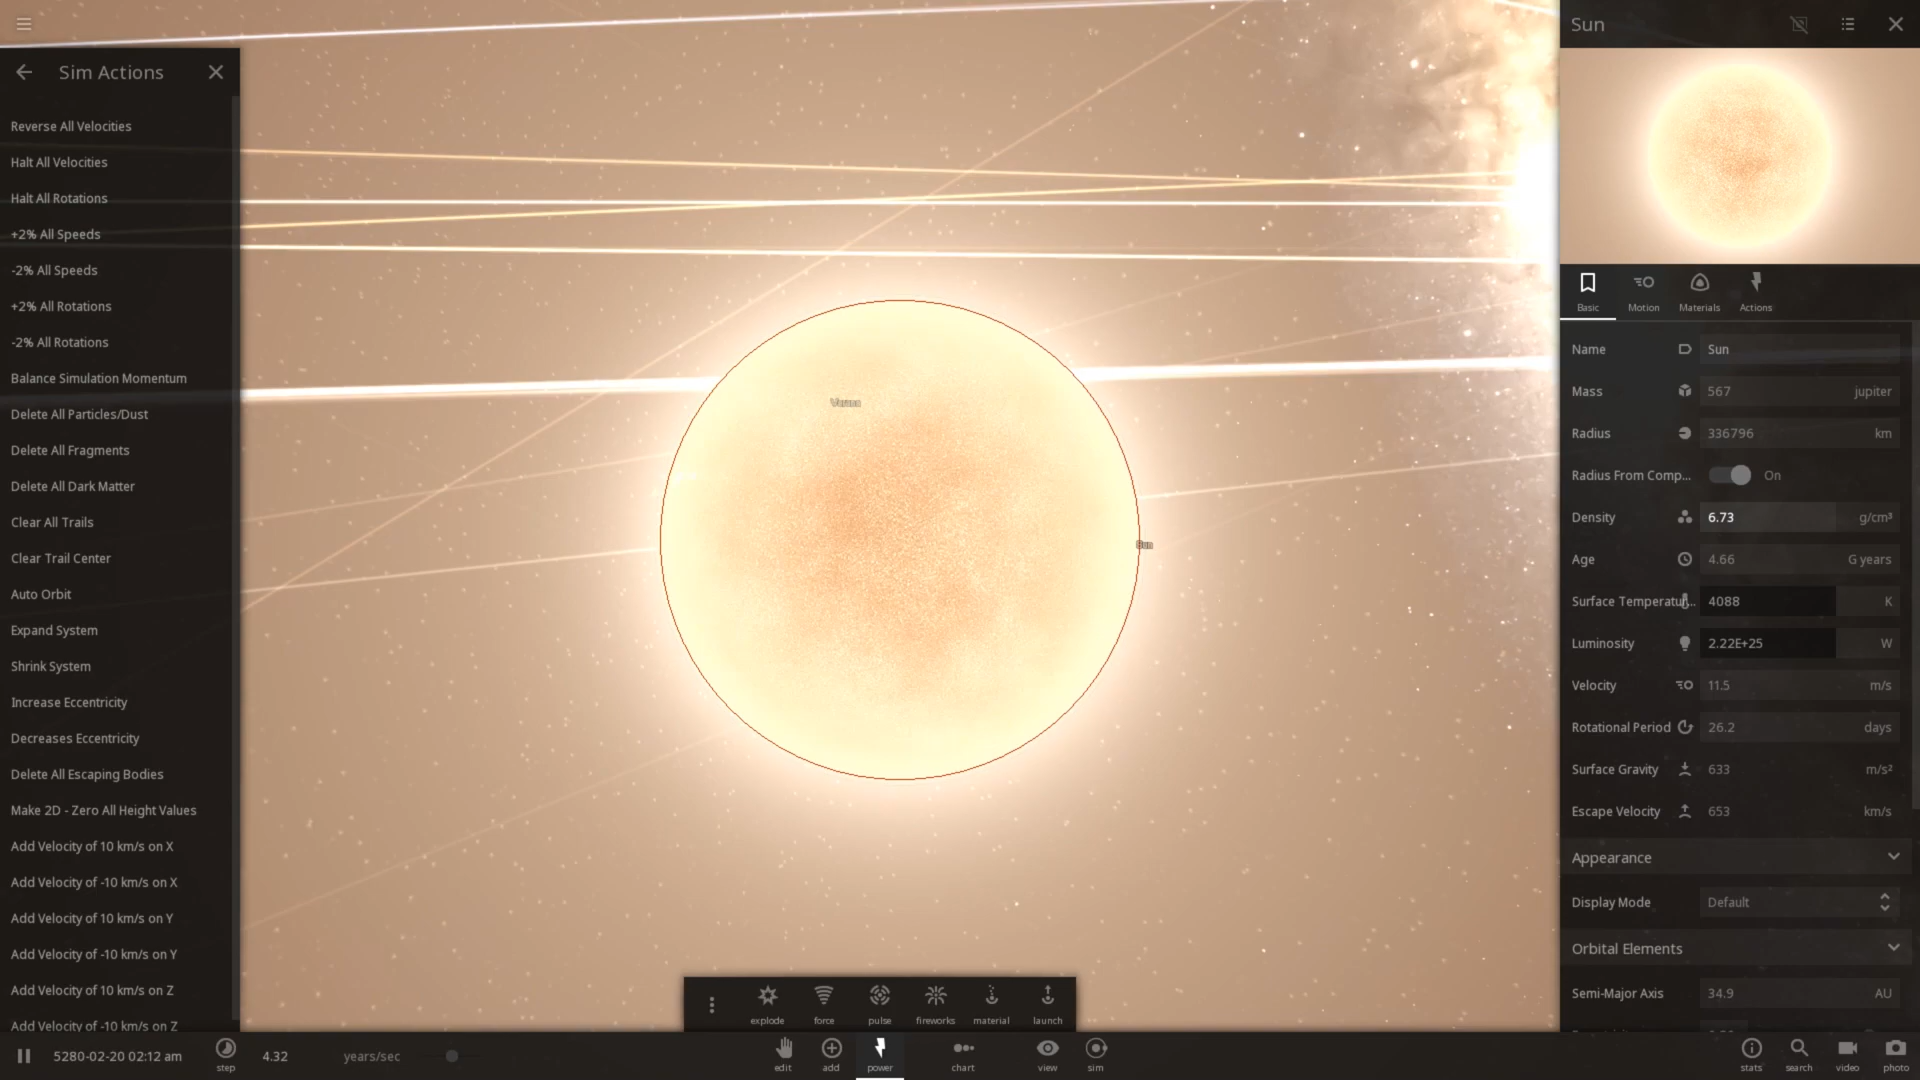 Sim Actions
Reverse All Velocities
Halt All Velocities
Halt All Rotations
+2% All Speeds
-2% All Speeds
+2% All Rotations
-2% All Rotations
Balance Simulation Momentum
Delete All Particles/Dust
Delete All Fragments
Delete All Dark Matter
Clear All Trails
Clear Trail Center
Auto Orbit
Expand System
Shrink System
Increase Eccentricity
Decreases Eccentricity
Delete All Escaping Bodies
Make 2D - Zero All Height Values
Add Velocity of 10 km/s on X
Add Velocity of -10 km/s on X
Add Velocity of 10 km/s on Y
Add Velocity of -10 km/s on Y
Add Velocity of 10 km/s on Z
Add Velocity of -10 km/s on Z
Sun
Sun
Basic Motion Materials Actions
Name Sun
Mass 567 jupiter
Radius 336796 km
Radius From Comp... On
Density 6.73 g/cm³
Age 4.66 G years
Surface Temperatur... 4088 K
Luminosity 2.22E+25 W
Velocity 11.5 m/s
Rotational Period 26.2 days
Surface Gravity 633 m/s²
Escape Velocity 653 km/s
Appearance
Display Mode Default
Orbital Elements
Semi-Major Axis 34.9 AU
explode force pulse fireworks material launch
5280-02-20 02:12 am step 4.32 years/sec
edit add power chart view sim
stats search video photo